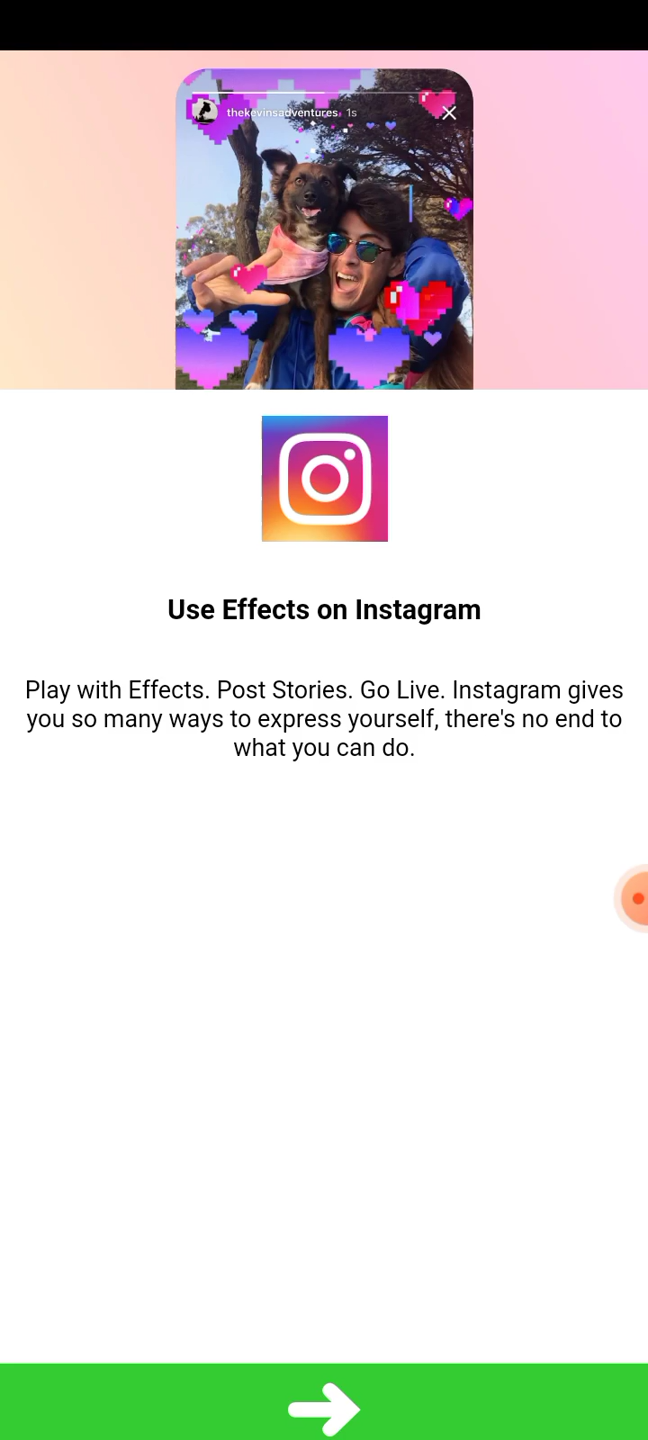 thekevinsadventures 1s
Use Effects on Instagram
Play with Effects. Post Stories. Go Live. Instagram gives
you so many ways to express yourself, there's no end to
what you can do.